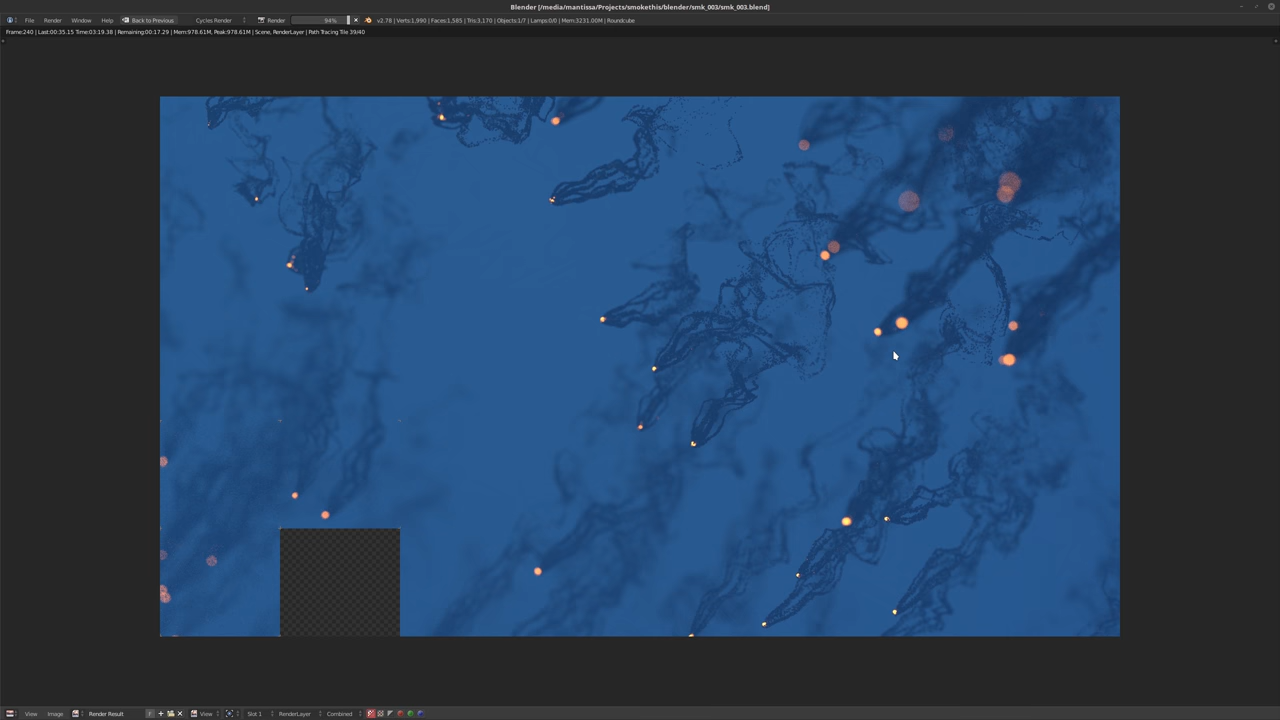 Blender [/media/mantissa/Projects/smokethis/blender/smk_003/smk_003.blend]
File Render Window Help Back to Previous Cycles Render Render 94% v2.78 | Verts:1,990 | Faces:1,585 | Tris:3,170 | Objects:1/7 | Lamps:0/0 | Mem:3231.00M | Roundcube
Frame:240 | Last:00:35.15 Time:03:19.38 | Remaining:00:17.29 | Mem:978.61M, Peak:978.61M | Scene, RenderLayer | Path Tracing Tile 39/40
View Image Render Result F View Slot 1 RenderLayer Combined